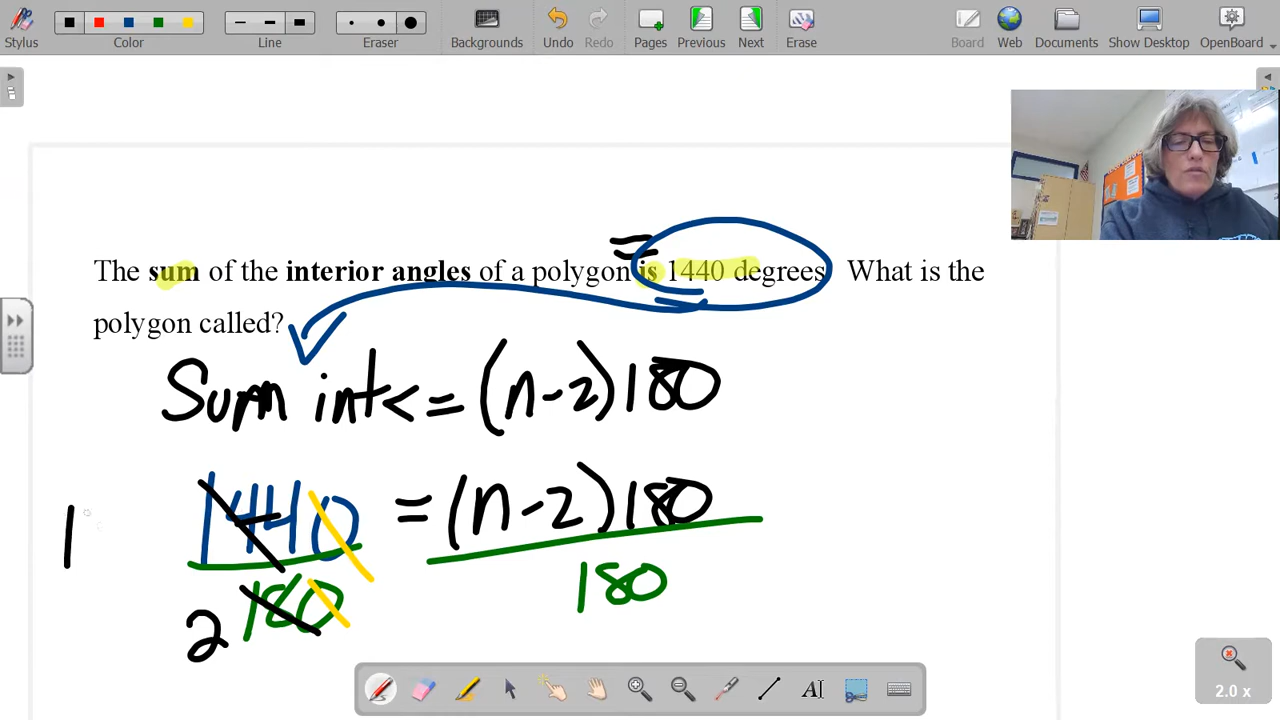 Stylus
Color
Line
Eraser
Backgrounds
Undo
Redo
Pages
Previous
Next
Erase
Board
Web
Documents
Show Desktop
OpenBoard
=
The sum of the interior angles of a polygon is 1440 degrees. What is the
polygon called?
Sum int< = (n-2)180
1440 = (n-2)180
180 180
1
2
2.0 x